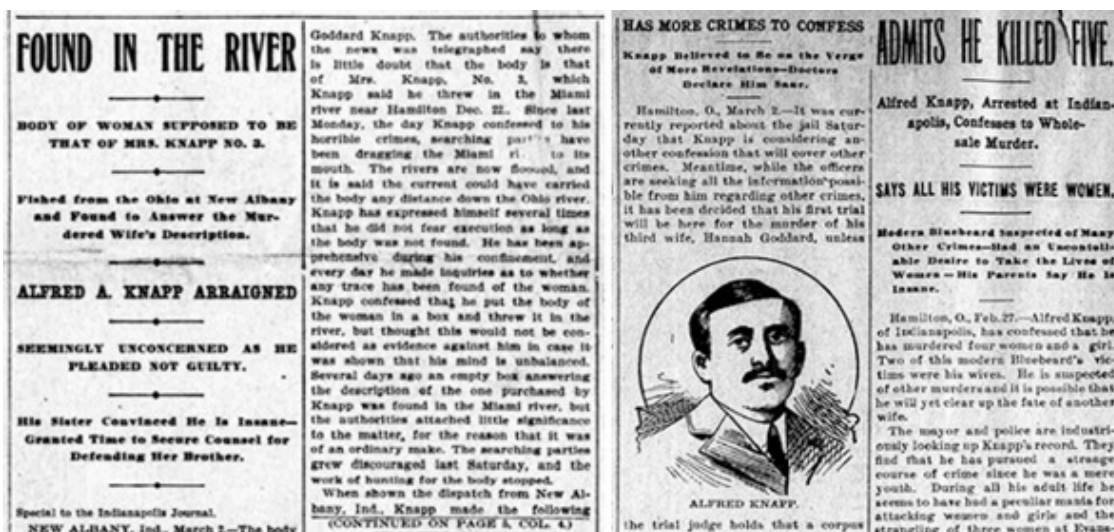 FOUND IN THE RIVER
BODY OF WOMAN SUPPOSED TO BE
THAT OF MRS. KNAPP NO. 3.
Fished from the Ohio at New Albany
and Found to Answer the Mur-
dered Wife's Description.
ALFRED A. KNAPP ARRAIGNED
SEEMINGLY UNCONCERNED AS HE
PLEADED NOT GUILTY.
His Sister Convinced He Is Insane—
Granted Time to Secure Counsel for
Defending Her Brother.
Special to the Indianapolis Journal.
NEW ALBANY, Ind., March 2.—The body
Goddard Knapp. The authorities to whom
the news was telegraphed say there
is little doubt that the body is that
of Mrs. Knapp, No. 3, which
Knapp said he threw in the Miami
river near Hamilton Dec. 22. Since last
Monday, the day Knapp confessed to his
horrible crimes, searching
have
been dragging the Miami to its
mouth. The rivers are now flooded, and
it is said the current could have carried
the body any distance down the Ohio river.
Knapp has expressed himself several times
that he did not fear execution as long as
the body was not found. He has been ap-
prehensive during his confinement, and
every day he made inquiries as to whether
any trace has been found of the woman.
Knapp confessed that he put the body of
the woman in a box and threw it in the
river, but thought this would not be con-
sidered as evidence against him in case it
was shown that his mind is unbalanced.
Several days ago an empty box answering
the description of the one purchased by
Knapp was found in the Miami river, but
the authorities attached little significance
to the matter, for the reason that it was
of an ordinary make. The searching parties
grew discouraged last Saturday, and the
work of hunting for the body stopped.
When shown the dispatch from New Al-
bany, Ind., Knapp made the following
(CONTINUED ON PAGE 5, COL. 4.)
HAS MORE CRIMES TO CONFESS
Knapp Believed to Be on the Verge
of More Revelations—Doctors
Declare Him Sane.
Hamilton, O., March 2.—It was cur-
rently reported about the jail Satur-
day that Knapp is considering an-
other confession that will cover other
crimes. Meantime, while the officers
are seeking all the information possi-
ble from him regarding other crimes,
it has been decided that his first trial
will be here for the murder of his
third wife, Hannah Goddard, unless
ALFRED KNAPP.
the trial judge holds that a corpus
ADMITS HE KILLED FIVE.
Alfred Knapp, Arrested at Indian-
apolis, Confesses to Whole-
sale Murder.
SAYS ALL HIS VICTIMS WERE WOMEN.
Modern Bluebeard Suspected of Many
Other Crimes—Had an Uncontroll-
able Desire to Take the Lives of
Women—His Parents Say He Is
Insane.
Hamilton, O., Feb. 27.—Alfred Knapp,
of Indianapolis, has confessed that he
has murdered four women and a girl.
Two of this modern Bluebeard's vic-
tims were his wives. He is suspected
of other murders and it is possible that
he will yet clear up the fate of another
wife.
The mayor and police are industri-
ously looking up Knapp's record. They
find that he has pursued a strange
course of crime since he was a mere
youth. During all his adult life he
seems to have had a peculiar mania for
attacking women and girls and the
strangling of three women at Evans-